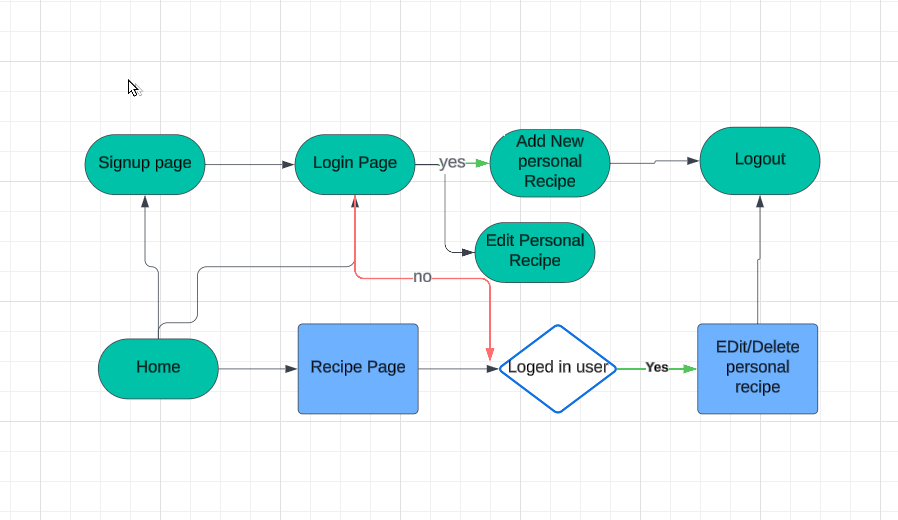 Signup page
Login Page
yes
Add New
personal
Recipe
Logout
Edit Personal
Recipe
no
Home
Recipe Page
Loged in user
Yes
EDit/Delete
personal
recipe